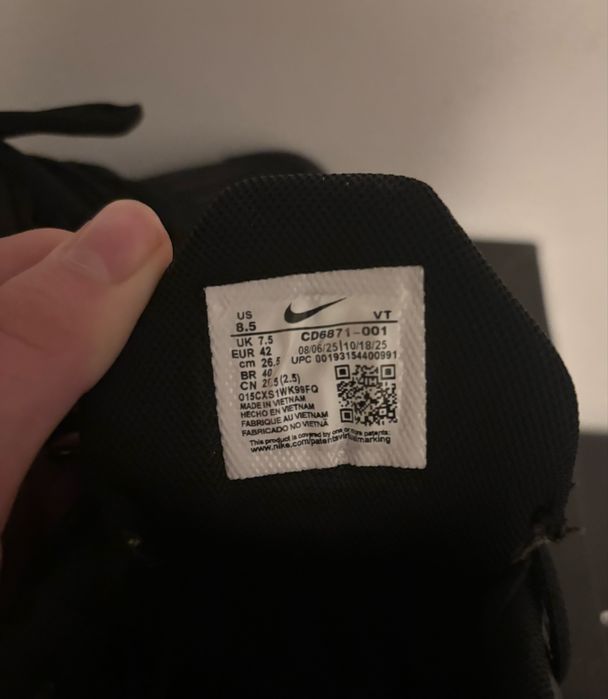 US VT
8.5
UK 7.5 CD6871-001
EUR 42 08/06/25|10/18/25
cm 26.5 UPC 00193154400991
BR 40
CN (2.5)
015CXS1WK99FQ
MADE IN VIETNAM
HECHO EN VIETNAM
FABRIQUE AU VIETNAM
FABRICADO NO VIETNÃ
This product is covered by one or more patents:
www.nike.com/patentsvirtualmarking